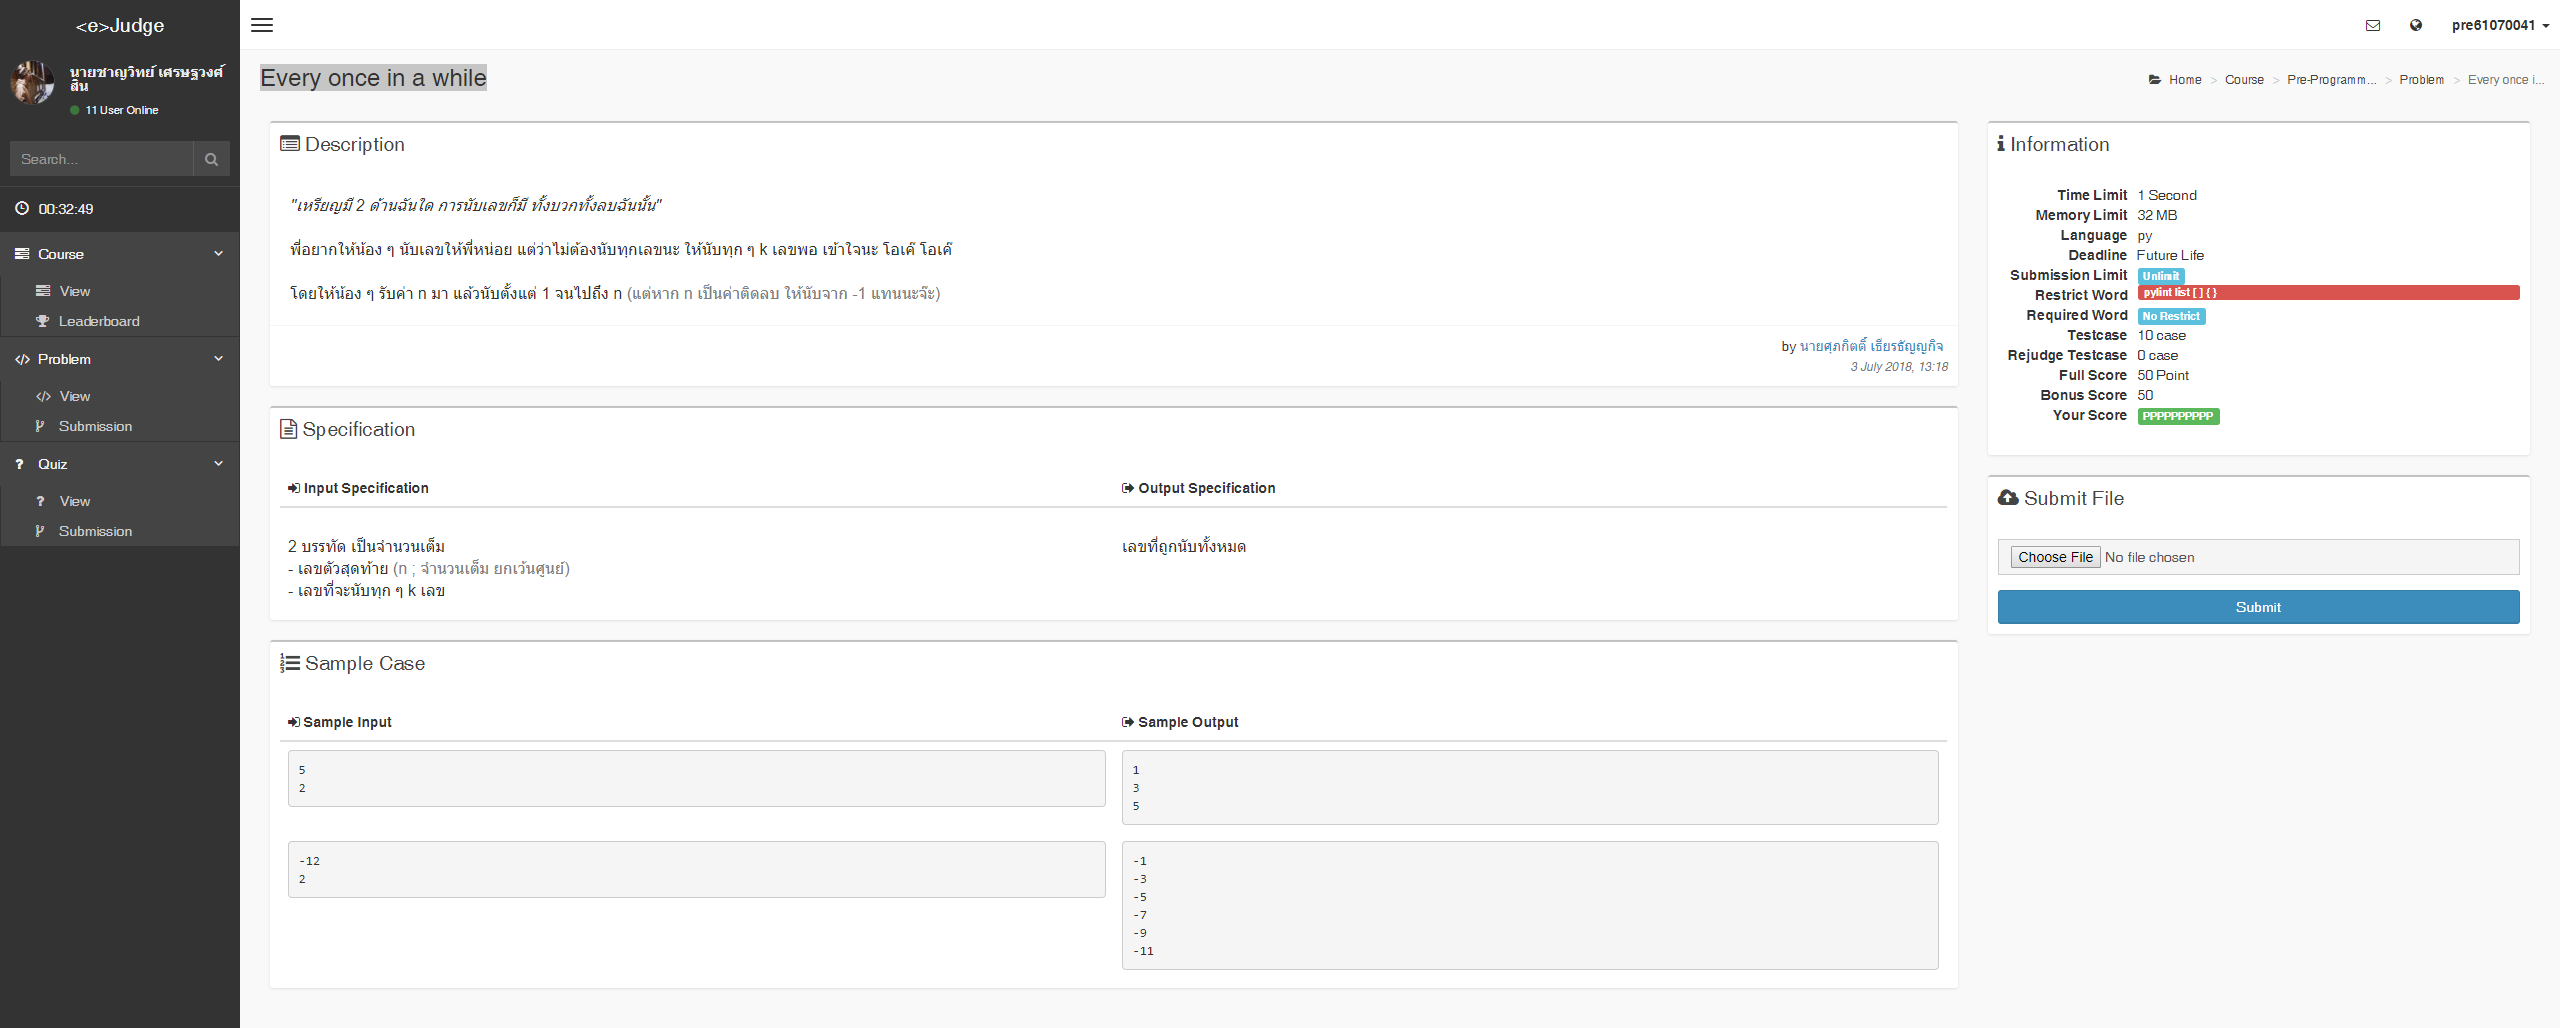 <e>Judge
นายชาญวิทย์ เศรษฐวงศ์
สิน
11 User Online
Search...
00:32:49
Course
View
Leaderboard
Problem
View
Submission
Quiz
View
Submission
pre61070041
Every once in a while
Home > Course > Pre-Programm... > Problem > Every once i...
Description
"เหรียญมี 2 ด้านฉันใด การนับเลขก็มี ทั้งบวกทั้งลบฉันนั้น"
พี่อยากให้น้อง ๆ นับเลขให้พี่หน่อย แต่ว่าไม่ต้องนับทุกเลขนะ ให้นับทุก ๆ k เลขพอ เข้าใจนะ โอเค๊ โอเค๊
โดยให้น้อง ๆ รับค่า n มา แล้วนับตั้งแต่ 1 จนไปถึง n (แต่หาก n เป็นค่าติดลบ ให้นับจาก -1 แทนนะจ๊ะ)
by นายศุภกิตติ์ เธียรธัญญกิจ
3 July 2018, 13:18
Specification
Input Specification
Output Specification
2 บรรทัด เป็นจำนวนเต็ม
- เลขตัวสุดท้าย (n ; จำนวนเต็ม ยกเว้นศูนย์)
- เลขที่จะนับทุก ๆ k เลข
เลขที่ถูกนับทั้งหมด
Sample Case
Sample Input
Sample Output
5
2
1
3
5
-12
2
-1
-3
-5
-7
-9
-11
Information
Time Limit 1 Second
Memory Limit 32 MB
Language py
Deadline Future Life
Submission Limit Unlimit
Restrict Word pylint list [ ] { }
Required Word No Restrict
Testcase 10 case
Rejudge Testcase 0 case
Full Score 50 Point
Bonus Score 50
Your Score PPPPPPPPPP
Submit File
Choose File No file chosen
Submit